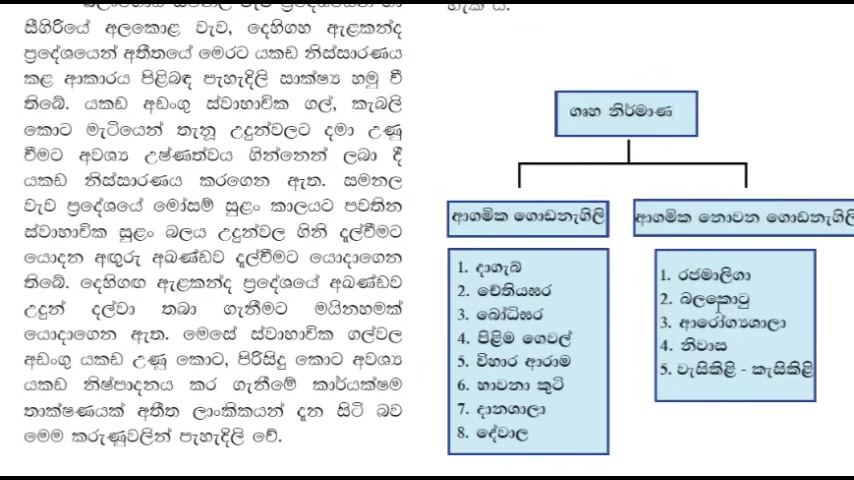 සීගිරියේ අලකොළ වැව, දෙහිගහ ඇළකන්ද
ප්‍රදේශයෙන් අතීතයේ මෙරට යකඩ නිස්සාරණය
කළ ආකාරය පිළිබඳ පැහැදිලි සාක්ෂ්‍ය හමු වී
තිබේ. යකඩ අඩංගු ස්වාභාවික ගල්, කැබලි
කොට මැටියෙන් තැනූ උදුන්වලට දමා උණු
වීමට අවශ්‍ය උෂ්ණත්වය ගින්නෙන් ලබා දී
යකඩ නිස්සාරණය කරගෙන ඇත. සමනල
වැව ප්‍රදේශයේ මෝසම් සුළං කාලයට පවතින
ස්වාභාවික සුළං බලය උදුන්වල ගිනි දැල්වීමට
යොදන අඟුරු අඛණ්ඩව දැල්වීමට යොදාගෙන
තිබේ. දෙහිගඟ ඇළකන්ද ප්‍රදේශයේ අඛණ්ඩව
උදුන් දල්වා තබා ගැනීමට මයිනහමක්
යොදාගෙන ඇත. මෙසේ ස්වාභාවික ගල්වල
අඩංගු යකඩ උණු කොට, පිරිසිදු කොට අවශ්‍ය
යකඩ නිෂ්පාදනය කර ගැනීමේ කාර්යක්ෂම
තාක්ෂණයක් අතීත ලාංකිකයන් දැන සිටි බව
මෙම කරුණුවලින් පැහැදිලි වේ.
ගෘහ නිර්මාණ
ආගමික ගොඩනැගිලි
1. දාගැබ්
2. චේතියඝර
3. බෝධිඝර
4. පිළිම ගෙවල්
5. විහාර ආරාම
6. භාවනා කුටි
7. දානශාලා
8. දේවාල
ආගමික නොවන ගොඩනැගිලි
1. රජමාලිගා
2. බලකොටු
3. ආරෝග්‍යශාලා
4. නිවාස
5. වැසිකිළි - කැසිකිළි